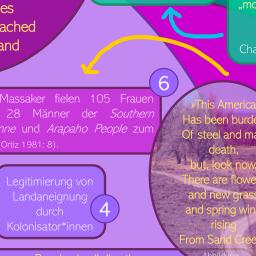 es
ached
and
„mo
Cha
6
Massaker fielen 105 Frauen
28 Männer der Southern
nne und Arapaho People zum
(Ortiz 1981: 8).
Legitimierung von
Landaneignung
durch
Kolonisator*innen
4
»This America
Has been burde
Of steel and ma
death,
but, look now
There are flowe
and new grass
and spring win
rising
From Sand Cree